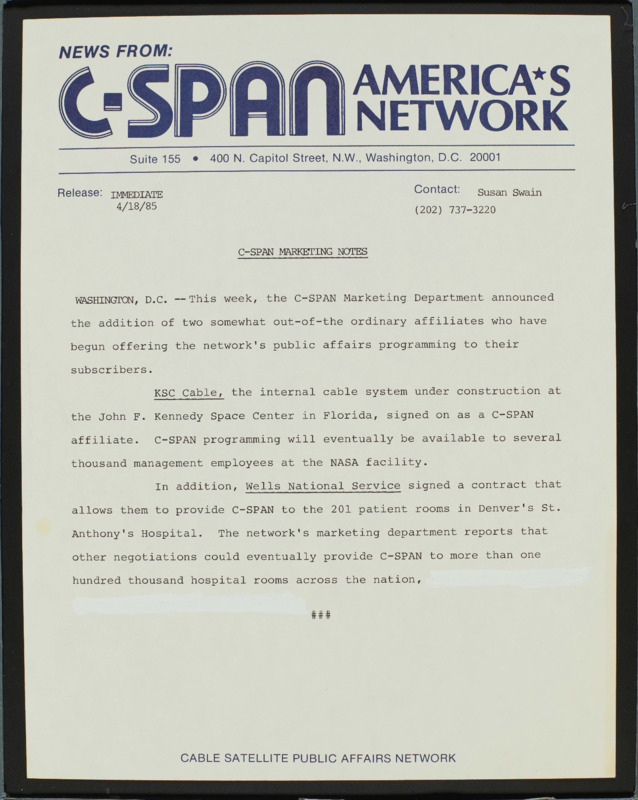 NEWS FROM:
C-SPAN AMERICA★S
NETWORK
Suite 155 • 400 N. Capitol Street, N.W., Washington, D.C. 20001
Release: IMMEDIATE
4/18/85
Contact: Susan Swain
(202) 737-3220
C-SPAN MARKETING NOTES
WASHINGTON, D.C. -- This week, the C-SPAN Marketing Department announced
the addition of two somewhat out-of-the ordinary affiliates who have
begun offering the network's public affairs programming to their
subscribers.
KSC Cable, the internal cable system under construction at
the John F. Kennedy Space Center in Florida, signed on as a C-SPAN
affiliate. C-SPAN programming will eventually be available to several
thousand management employees at the NASA facility.
In addition, Wells National Service signed a contract that
allows them to provide C-SPAN to the 201 patient rooms in Denver's St.
Anthony's Hospital. The network's marketing department reports that
other negotiations could eventually provide C-SPAN to more than one
hundred thousand hospital rooms across the nation,
###
CABLE SATELLITE PUBLIC AFFAIRS NETWORK